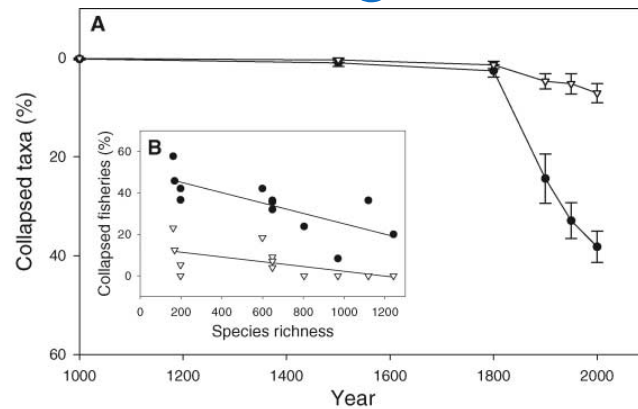 A
0
20
40
60
Collapsed taxa (%)
B
60
40
20
0
Collapsed fisheries (%)
0 200 400 600 800 1000 1200
Species richness
1000 1200 1400 1600 1800 2000
Year